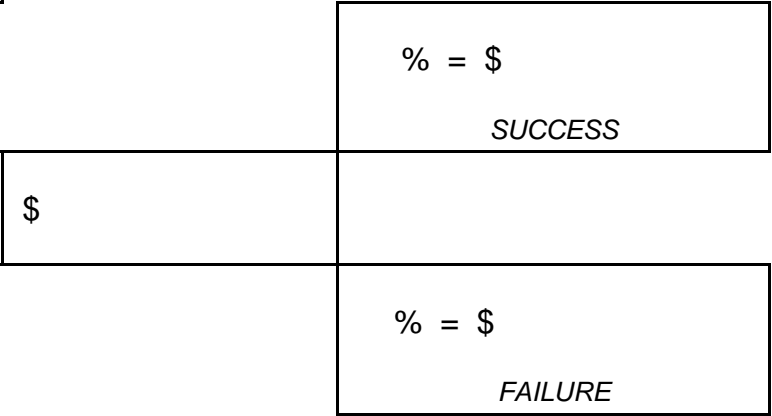 % = $
SUCCESS
$
% = $
FAILURE